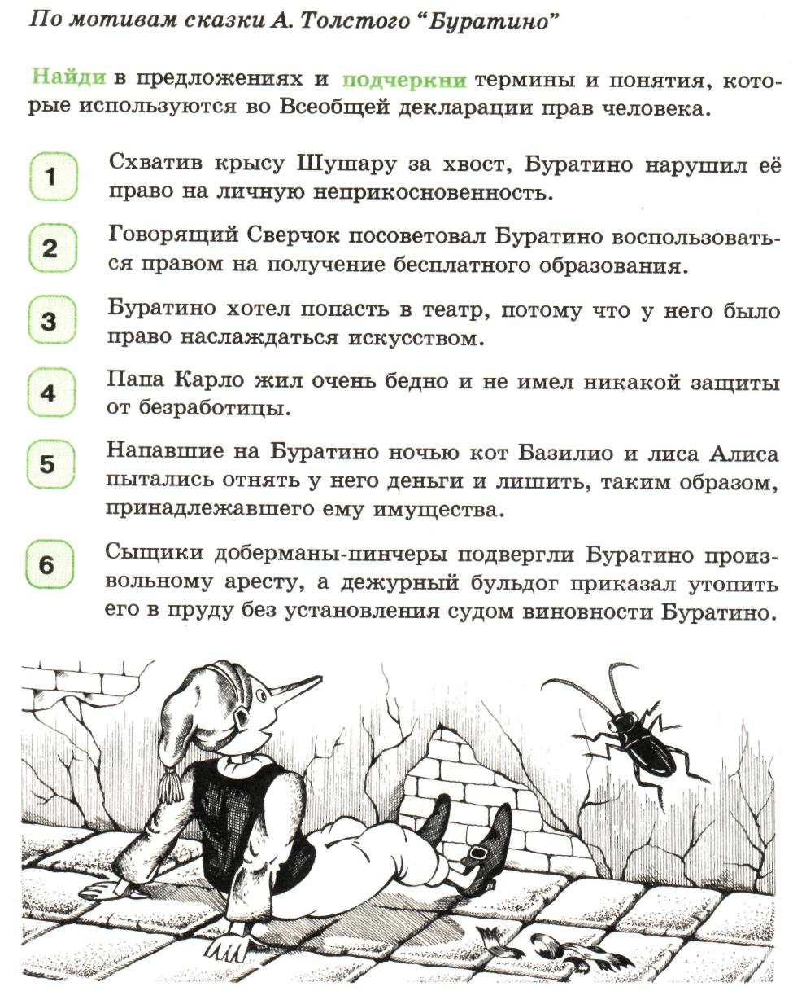 По мотивам сказки А. Толстого "Буратино"
Найди в предложениях и подчеркни термины и понятия, кото-
рые используются во Всеобщей декларации прав человека.
1
Схватив крысу Шушару за хвост, Буратино нарушил её
право на личную неприкосновенность.
2
Говорящий Сверчок посоветовал Буратино воспользовать-
ся правом на получение бесплатного образования.
3
Буратино хотел попасть в театр, потому что у него было
право наслаждаться искусством.
4
Папа Карло жил очень бедно и не имел никакой защиты
от безработицы.
5
Напавшие на Буратино ночью кот Базилио и лиса Алиса
пытались отнять у него деньги и лишить, таким образом,
принадлежавшего ему имущества.
6
Сыщики доберманы-пинчеры подвергли Буратино произ-
вольному аресту, а дежурный бульдог приказал утопить
его в пруду без установления судом виновности Буратино.